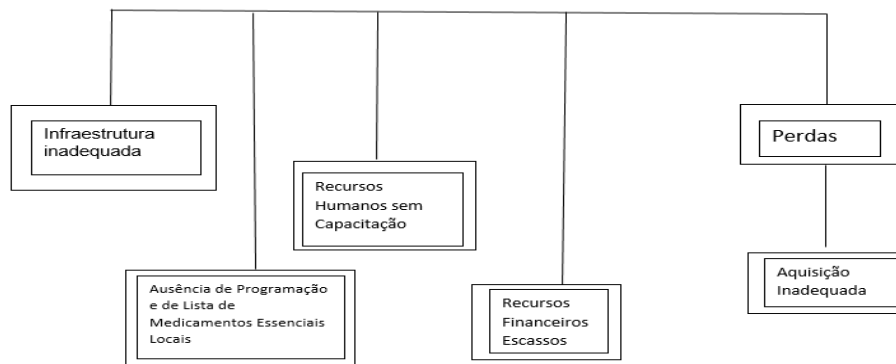 Infraestrutura
inadequada
Perdas
Recursos
Humanos sem
Capacitação
Aquisição
Inadequada
Ausência de Programação
e de Lista de
Medicamentos Essenciais
Locais
Recursos
Financeiros
Escassos